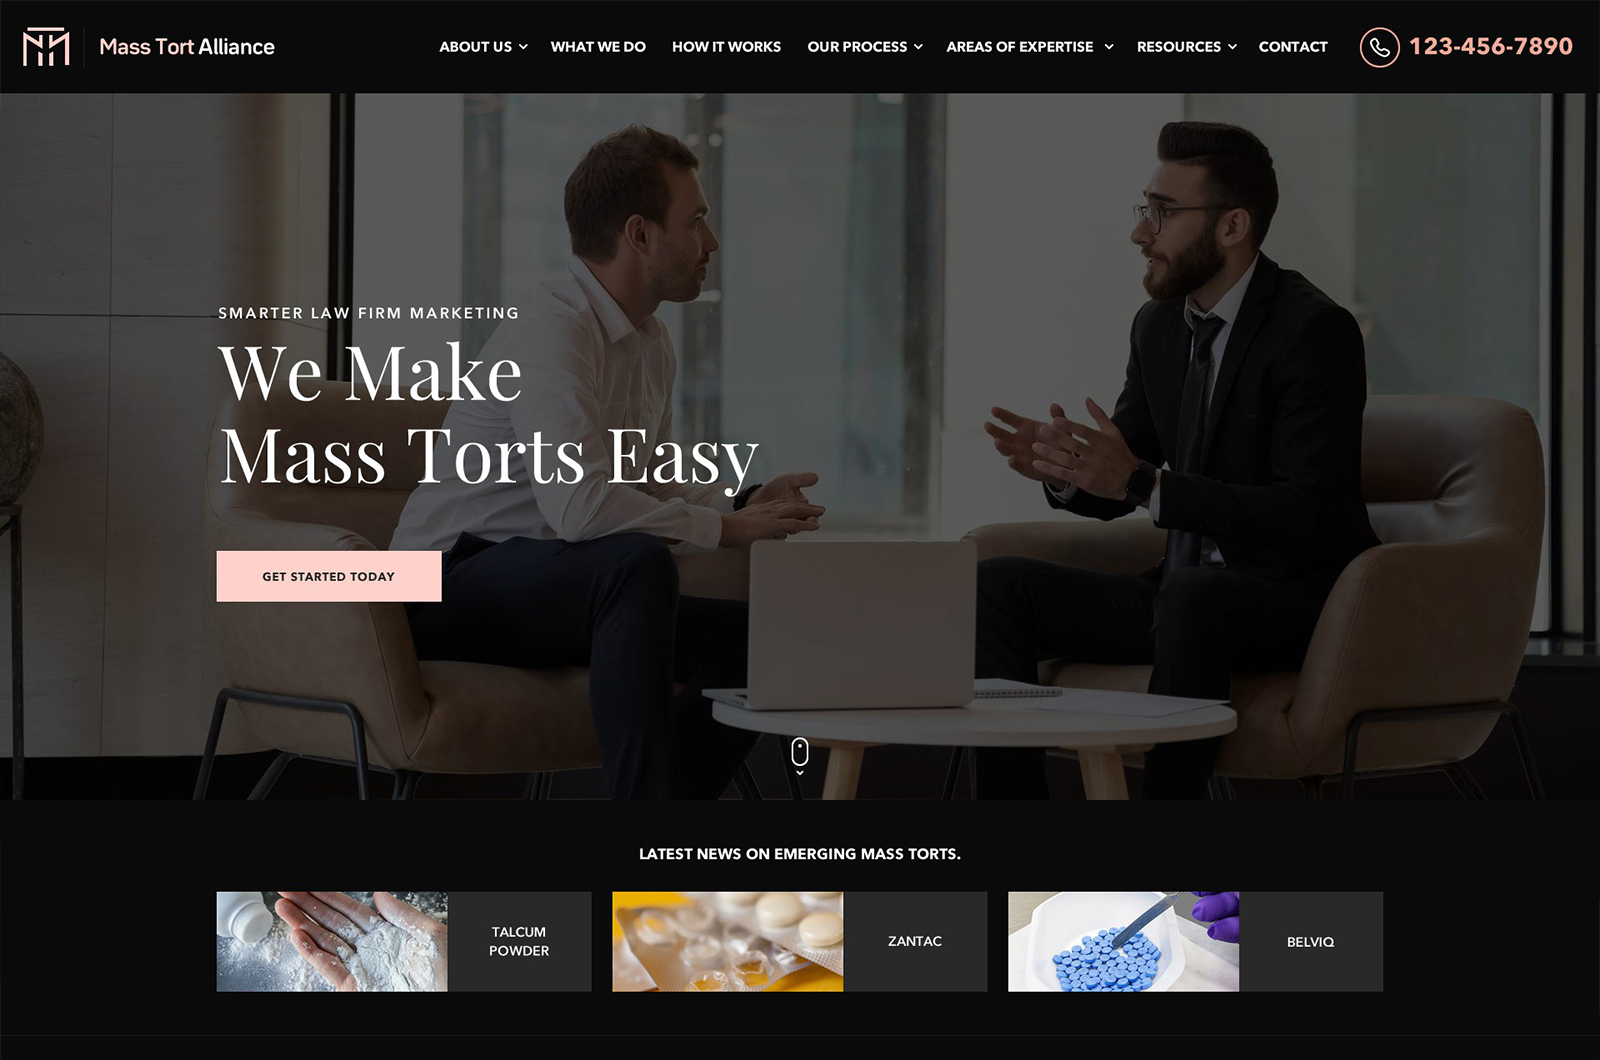 Mass Tort Alliance
ABOUT US
WHAT WE DO
HOW IT WORKS
OUR PROCESS
AREAS OF EXPERTISE
RESOURCES
CONTACT
123-456-7890
SMARTER LAW FIRM MARKETING
We Make
Mass Torts Easy
GET STARTED TODAY
LATEST NEWS ON EMERGING MASS TORTS.
TALCUM
POWDER
ZANTAC
BELVIQ